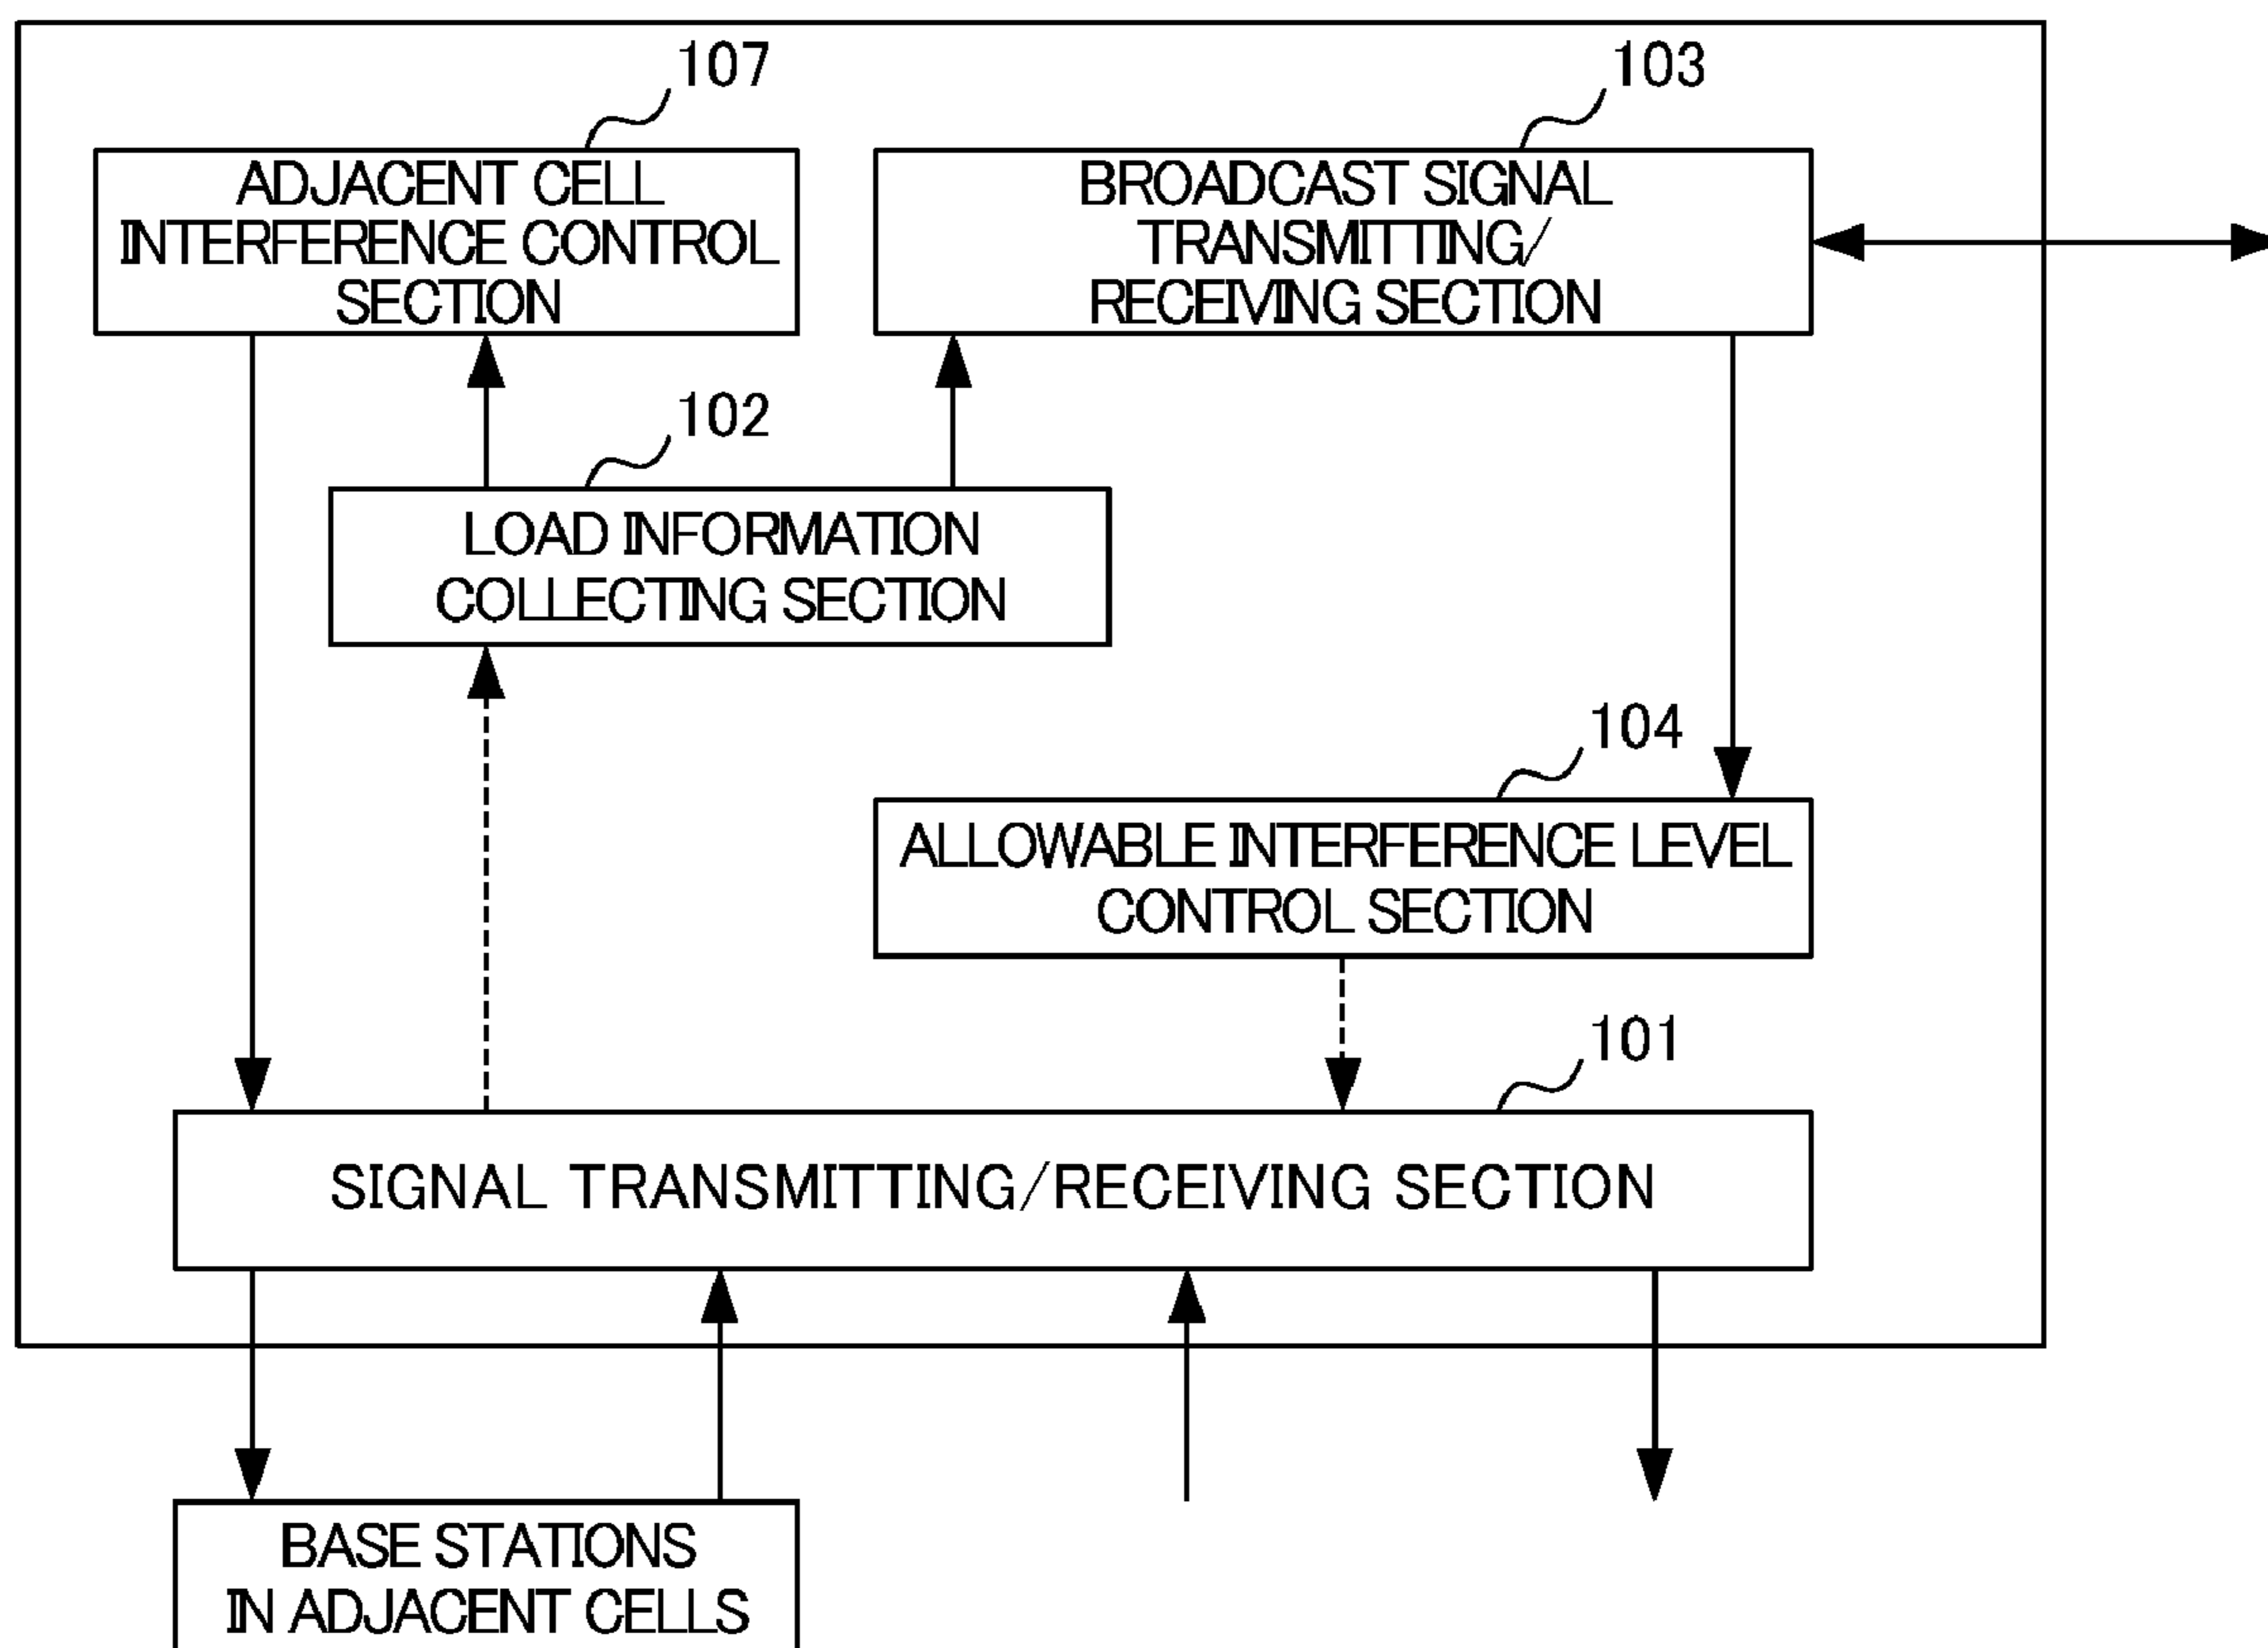 107
103
ADJACENT CELL
INTERFERENCE CONTROL
SECTION
BROADCAST SIGNAL
TRANSMITTING/
RECEIVING SECTION
102
LOAD INFORMATION
COLLECTING SECTION
104
ALLOWABLE INTERFERENCE LEVEL
CONTROL SECTION
101
SIGNAL TRANSMITTING/RECEIVING SECTION
BASE STATIONS
IN ADJACENT CELLS